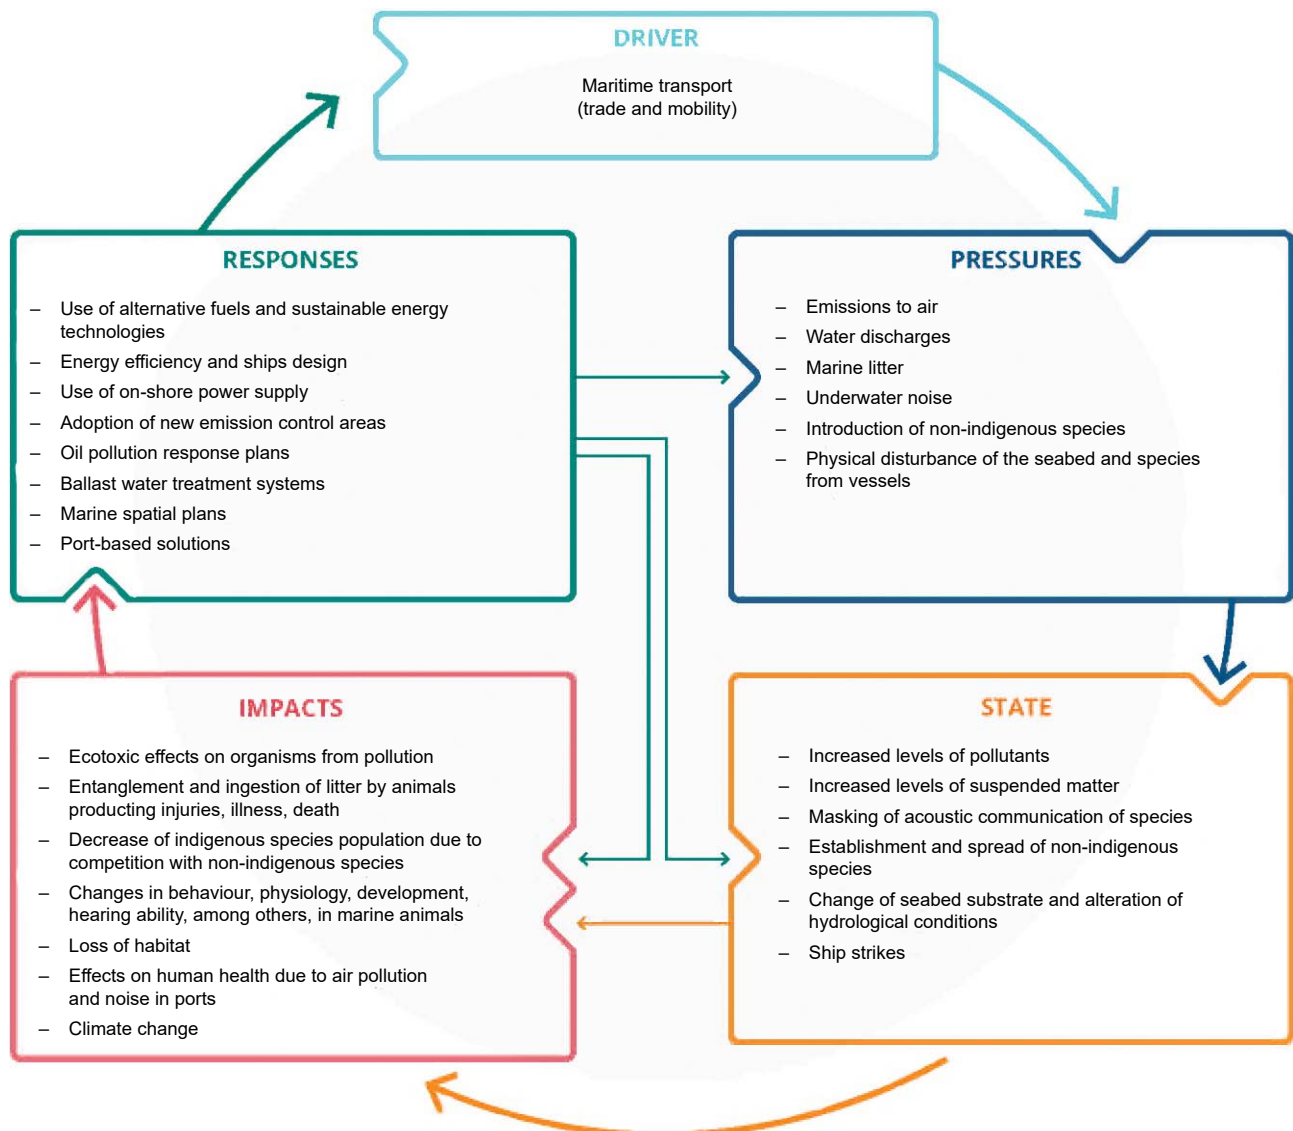 DRIVER
Maritime transport
(trade and mobility)
RESPONSES
– Use of alternative fuels and sustainable energy
technologies
– Energy efficiency and ships design
– Use of on-shore power supply
– Adoption of new emission control areas
– Oil pollution response plans
– Ballast water treatment systems
– Marine spatial plans
– Port-based solutions
PRESSURES
– Emissions to air
– Water discharges
– Marine litter
– Underwater noise
– Introduction of non-indigenous species
– Physical disturbance of the seabed and species
from vessels
IMPACTS
– Ecotoxic effects on organisms from pollution
– Entanglement and ingestion of litter by animals
producting injuries, illness, death
– Decrease of indigenous species population due to
competition with non-indigenous species
– Changes in behaviour, physiology, development,
hearing ability, among others, in marine animals
– Loss of habitat
– Effects on human health due to air pollution
and noise in ports
– Climate change
STATE
– Increased levels of pollutants
– Increased levels of suspended matter
– Masking of acoustic communication of species
– Establishment and spread of non-indigenous
species
– Change of seabed substrate and alteration of
hydrological conditions
– Ship strikes